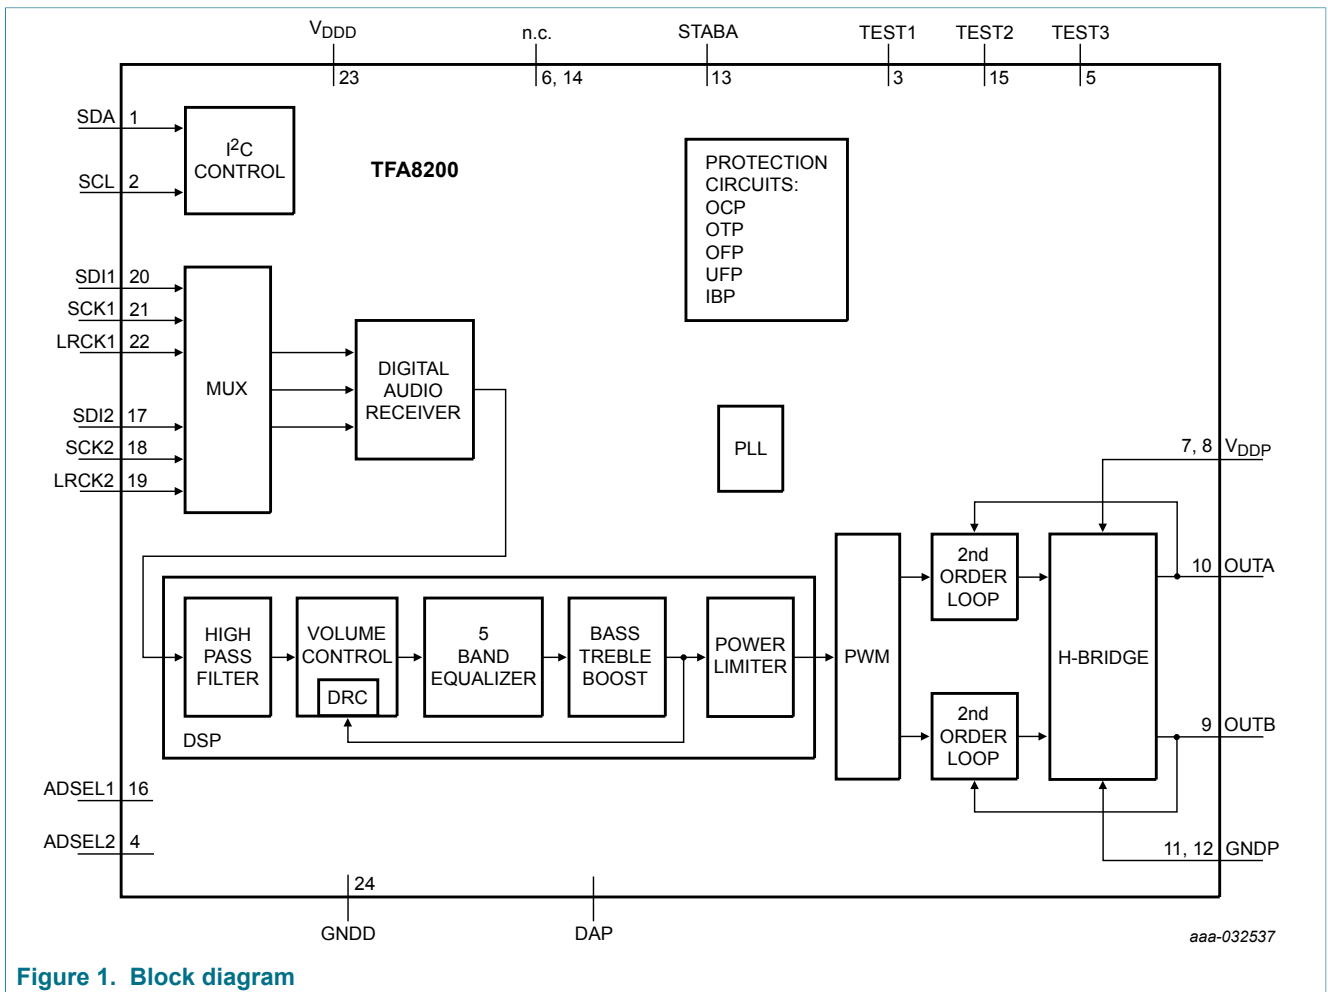 VDDD
n.c.
STABA
TEST1
TEST2
TEST3
23
6, 14
13
3
15
5
SDA 1
SCL 2
I2C
CONTROL
TFA8200
PROTECTION
CIRCUITS:
OCP
OTP
OFP
UFP
IBP
SDI1 20
SCK1 21
LRCK1 22
SDI2 17
SCK2 18
LRCK2 19
MUX
DIGITAL
AUDIO
RECEIVER
PLL
7, 8 VDDP
HIGH
PASS
FILTER
VOLUME
CONTROL
DRC
5
BAND
EQUALIZER
BASS
TREBLE
BOOST
POWER
LIMITER
DSP
PWM
2nd
ORDER
LOOP
2nd
ORDER
LOOP
H-BRIDGE
10 OUTA
9 OUTB
11, 12 GNDP
ADSEL1 16
ADSEL2 4
24
GNDD
DAP
aaa-032537
Figure 1. Block diagram